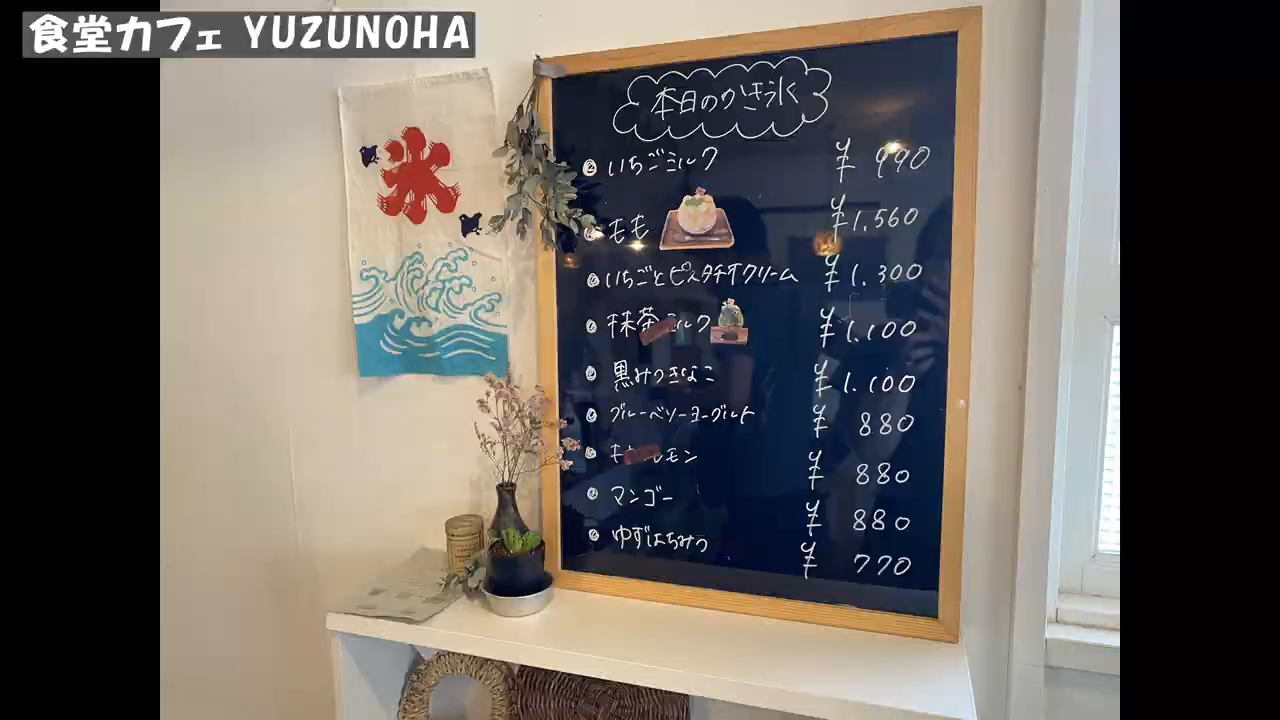 食堂カフェ YUZUNOHA
氷
本日のかき氷
いちごミルク ¥990
もも ¥1,560
いちごとピスタチオクリーム ¥1.300
抹茶ミルク ¥1.100
黒みつきなこ ¥1.100
ブルーベリーヨーグルト ¥880
レモン ¥880
マンゴー ¥880
ゆずはちみつ ¥770